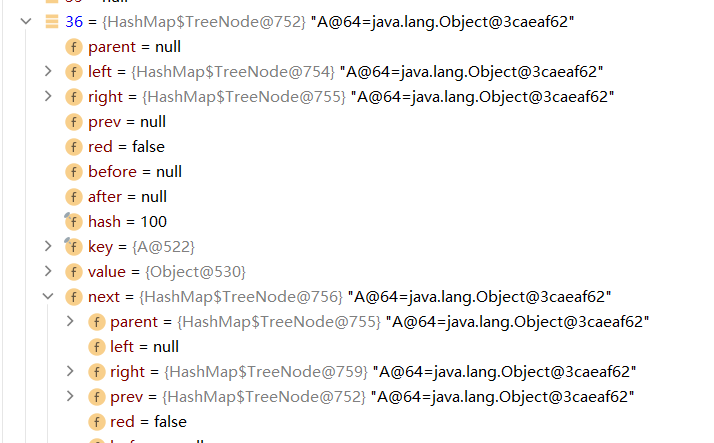 36 = {HashMap$TreeNode@752} "A@64=java.lang.Object@3caeaf62"
f parent = null
f left = {HashMap$TreeNode@754} "A@64=java.lang.Object@3caeaf62"
f right = {HashMap$TreeNode@755} "A@64=java.lang.Object@3caeaf62"
f prev = null
f red = false
f before = null
f after = null
f hash = 100
f key = {A@522}
f value = {Object@530}
f next = {HashMap$TreeNode@756} "A@64=java.lang.Object@3caeaf62"
f parent = {HashMap$TreeNode@755} "A@64=java.lang.Object@3caeaf62"
f left = null
f right = {HashMap$TreeNode@759} "A@64=java.lang.Object@3caeaf62"
f prev = {HashMap$TreeNode@752} "A@64=java.lang.Object@3caeaf62"
f red = false